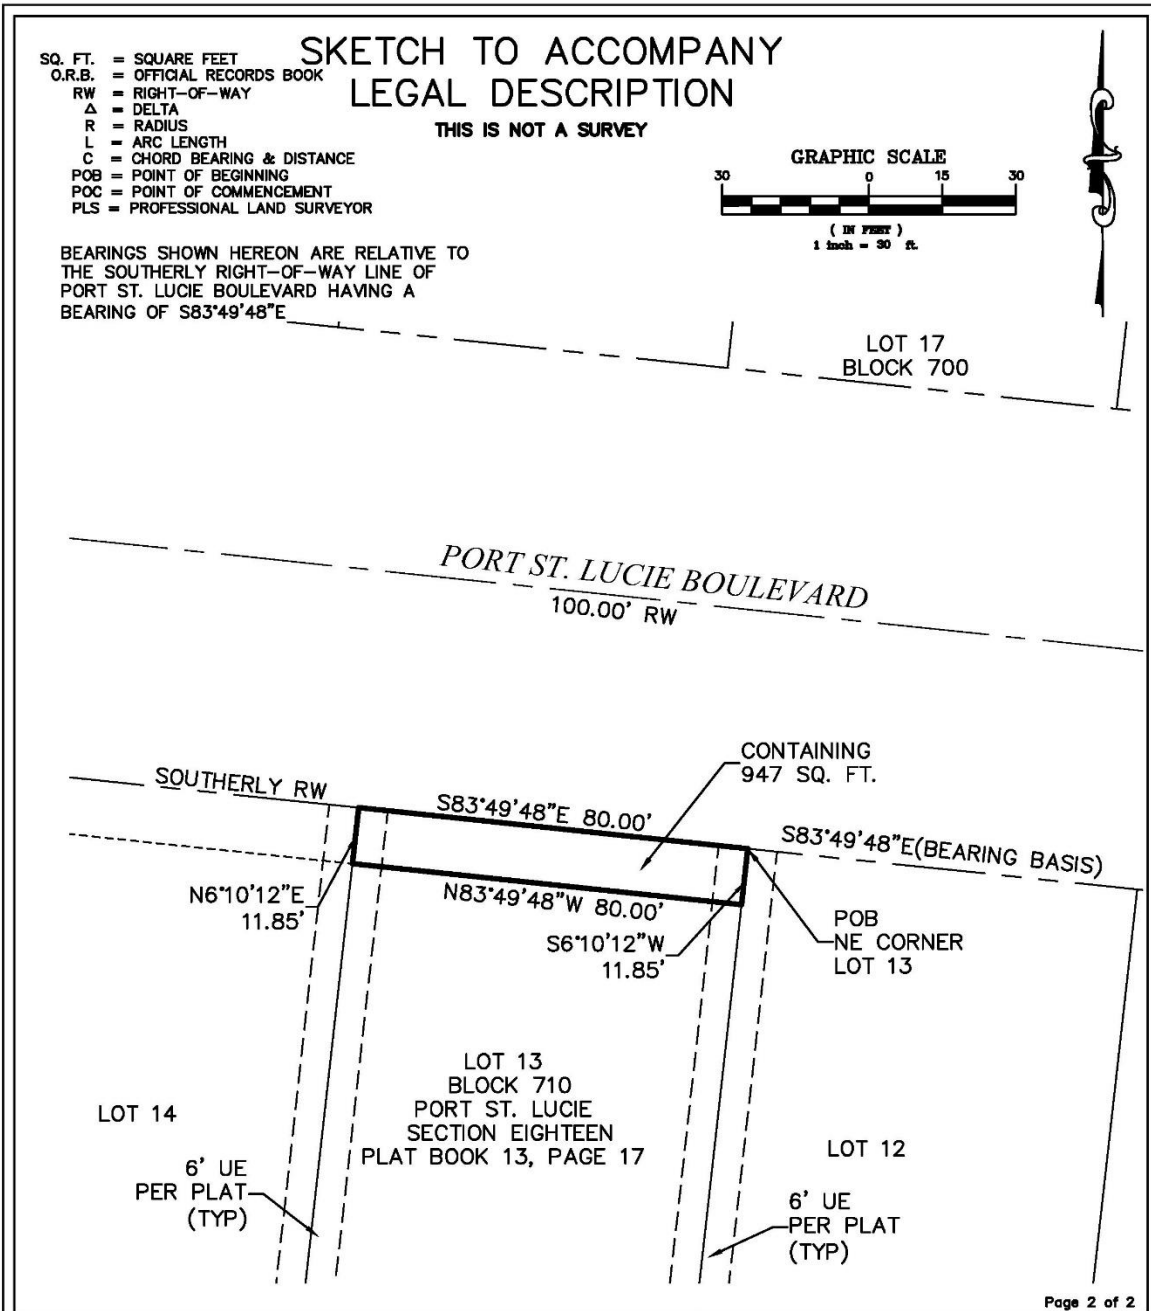 SKETCH TO ACCOMPANY
LEGAL DESCRIPTION
THIS IS NOT A SURVEY
SQ. FT. = SQUARE FEET
O.R.B. = OFFICIAL RECORDS BOOK
RW = RIGHT-OF-WAY
Δ = DELTA
R = RADIUS
L = ARC LENGTH
C = CHORD BEARING & DISTANCE
POB = POINT OF BEGINNING
POC = POINT OF COMMENCEMENT
PLS = PROFESSIONAL LAND SURVEYOR
GRAPHIC SCALE
30 0 15 30
( IN FEET )
1 inch = 30 ft.
BEARINGS SHOWN HEREON ARE RELATIVE TO
THE SOUTHERLY RIGHT-OF-WAY LINE OF
PORT ST. LUCIE BOULEVARD HAVING A
BEARING OF S83°49'48"E
LOT 17
BLOCK 700
PORT ST. LUCIE BOULEVARD
100.00' RW
CONTAINING
947 SQ. FT.
SOUTHERLY RW
S83°49'48"E 80.00'
S83°49'48"E(BEARING BASIS)
N6°10'12"E
11.85'
N83°49'48"W 80.00'
S6°10'12"W
11.85'
POB
NE CORNER
LOT 13
LOT 13
BLOCK 710
PORT ST. LUCIE
SECTION EIGHTEEN
PLAT BOOK 13, PAGE 17
LOT 14
LOT 12
6' UE
PER PLAT
(TYP)
6' UE
PER PLAT
(TYP)
Page 2 of 2